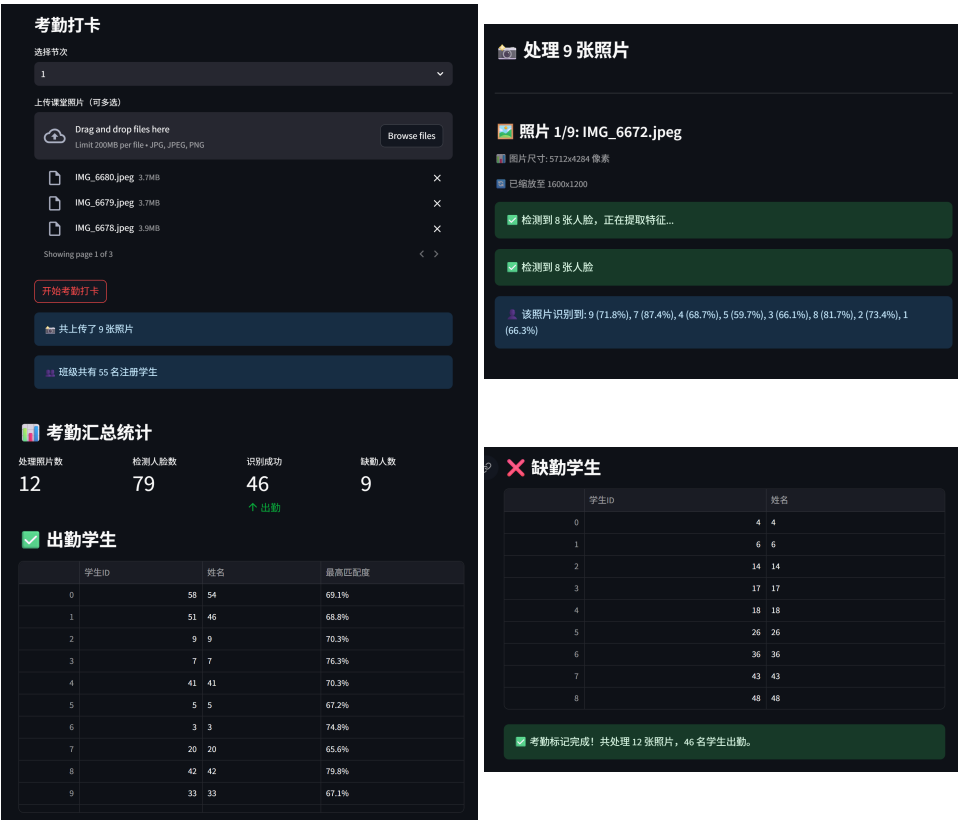 考勤打卡
选择节次
1
上传课堂照片（可多选）
Drag and drop files here
Limit 200MB per file • JPG, JPEG, PNG
Browse files
IMG_6680.jpeg 3.7MB
IMG_6679.jpeg 3.7MB
IMG_6678.jpeg 3.9MB
Showing page 1 of 3
开始考勤打卡
共上传了 9 张照片
班级共有 55 名注册学生
考勤汇总统计
处理照片数 检测人脸数 识别成功 缺勤人数
12 79 46 9
↑ 出勤
出勤学生
学生ID 姓名 最高匹配度
0 58 54 69.1%
1 51 46 68.8%
2 9 9 70.3%
3 7 7 76.3%
4 41 41 70.3%
5 5 5 67.2%
6 3 3 74.8%
7 20 20 65.6%
8 42 42 79.8%
9 33 33 67.1%
处理 9 张照片
照片 1/9: IMG_6672.jpeg
图片尺寸: 5712x4284 像素
已缩放至 1600x1200
检测到 8 张人脸，正在提取特征...
检测到 8 张人脸
该照片识别到: 9 (71.8%), 7 (87.4%), 4 (68.7%), 5 (59.7%), 3 (66.1%), 8 (81.7%), 2 (73.4%), 1
(66.3%)
缺勤学生
学生ID 姓名
0 4 4
1 6 6
2 14 14
3 17 17
4 18 18
5 26 26
6 36 36
7 43 43
8 48 48
考勤标记完成！共处理 12 张照片，46 名学生出勤。